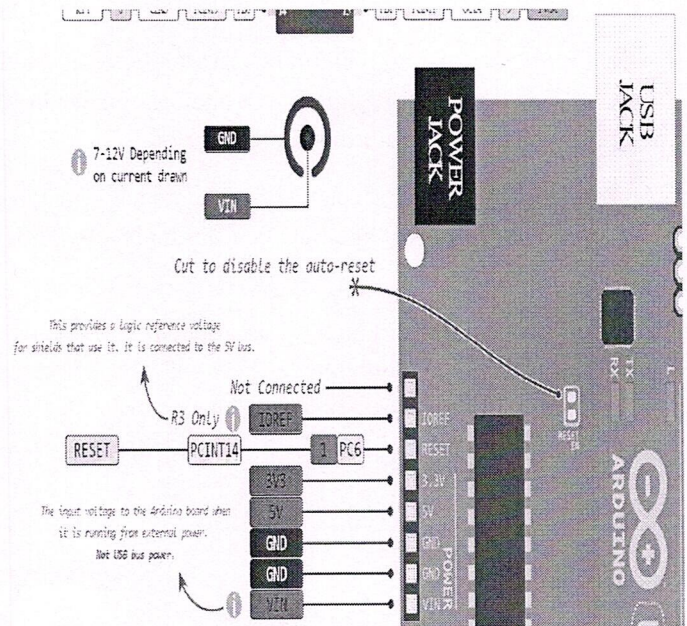 USB
JACK
POWER
JACK
GND
7-12V Depending
on current drawn
VIN
Cut to disable the auto-reset
This provides a logic reference voltage
for shields that use it. it is connected to the 5V bus.
Not Connected
R3 Only
IOREF
IOREF
RESET
PCINT14
1
PC6
RESET
3V3
3.3V
5V
5V
GND
GND
GND
GND
VIN
VIN
POWER
The input voltage to the Arduino board when
it is running from external power.
Not USB bus power.
TX
RX
L
RESET
EN
ARDUINO